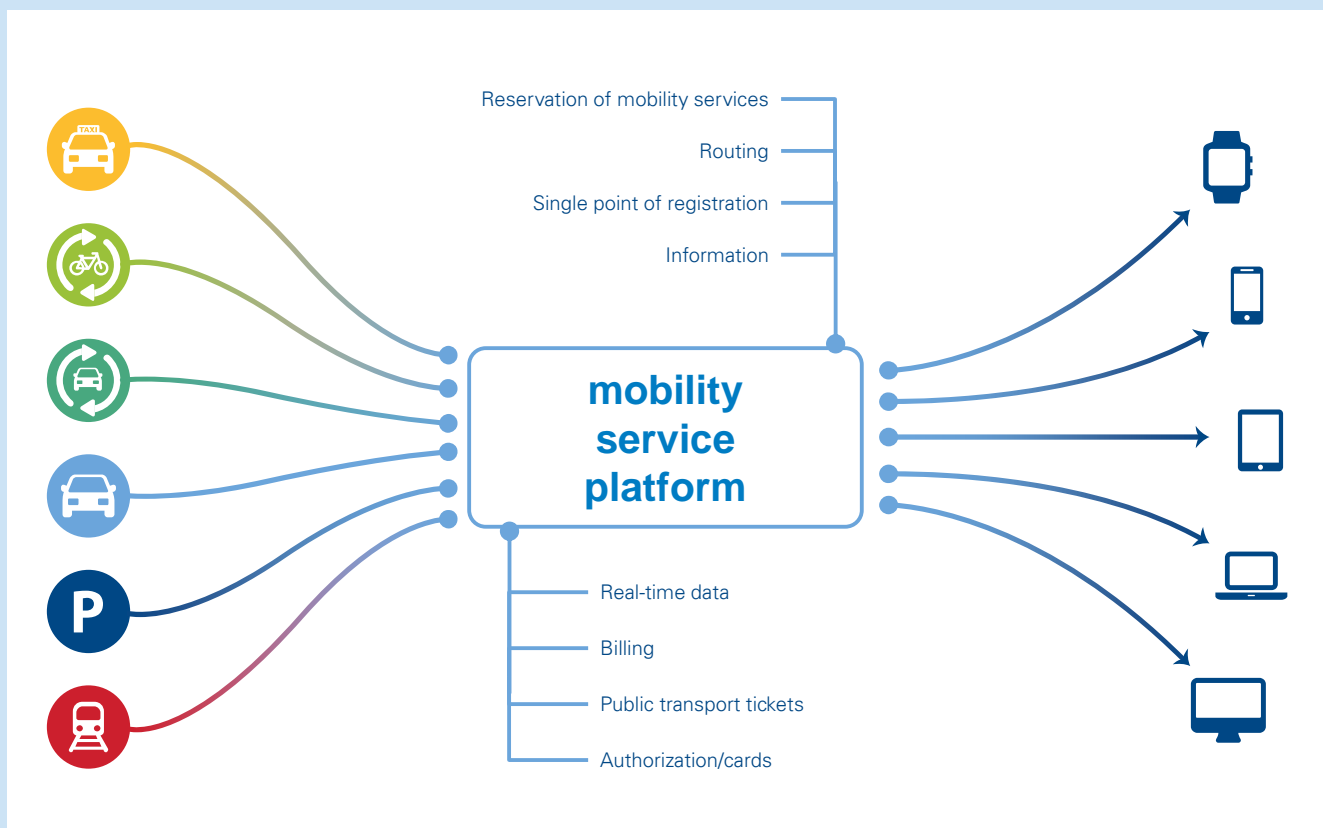 TAXI
Reservation of mobility services
Routing
Single point of registration
Information
mobility
service
platform
P
Real-time data
Billing
Public transport tickets
Authorization/cards